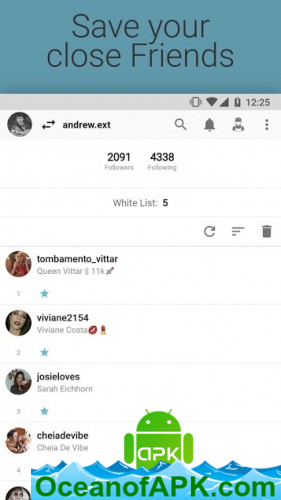 Save your
close Friends
12:25
andrew.ext
2091 4338
Followers Following
White List: 5
tombamento_vittar
Queen Vittar || 11k🚀
1
viviane2154
Viviane Costa💋💄
2
josieloves
Sarah Eichhorn
3
cheiadevibe
Cheia De Vibe
4
APK
OceanofAPK.com